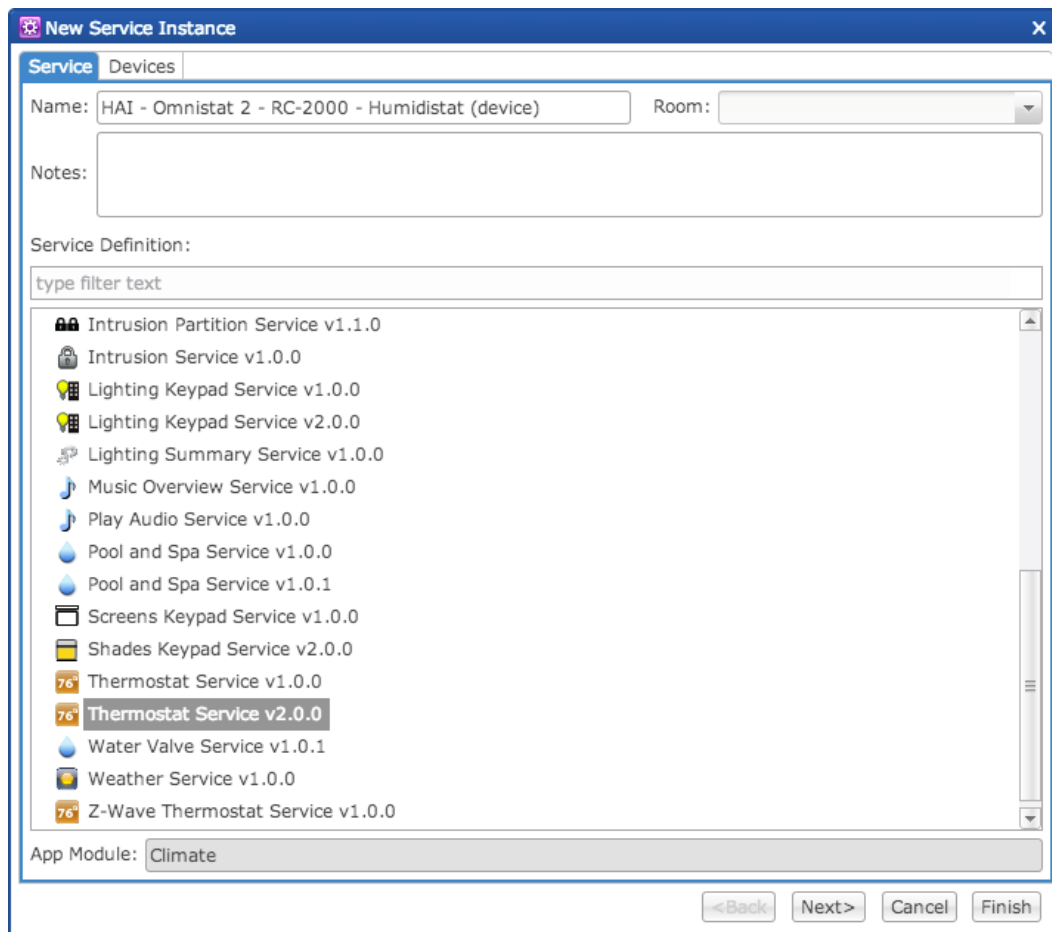 New Service Instance X
Service Devices
Name: HAI - Omnistat 2 - RC-2000 - Humidistat (device) Room:
Notes:
Service Definition:
type filter text
Intrusion Partition Service v1.1.0
Intrusion Service v1.0.0
Lighting Keypad Service v1.0.0
Lighting Keypad Service v2.0.0
Lighting Summary Service v1.0.0
Music Overview Service v1.0.0
Play Audio Service v1.0.0
Pool and Spa Service v1.0.0
Pool and Spa Service v1.0.1
Screens Keypad Service v1.0.0
Shades Keypad Service v2.0.0
76° Thermostat Service v1.0.0
76° Thermostat Service v2.0.0
Water Valve Service v1.0.1
Weather Service v1.0.0
76° Z-Wave Thermostat Service v1.0.0
App Module: Climate
<Back Next> Cancel Finish